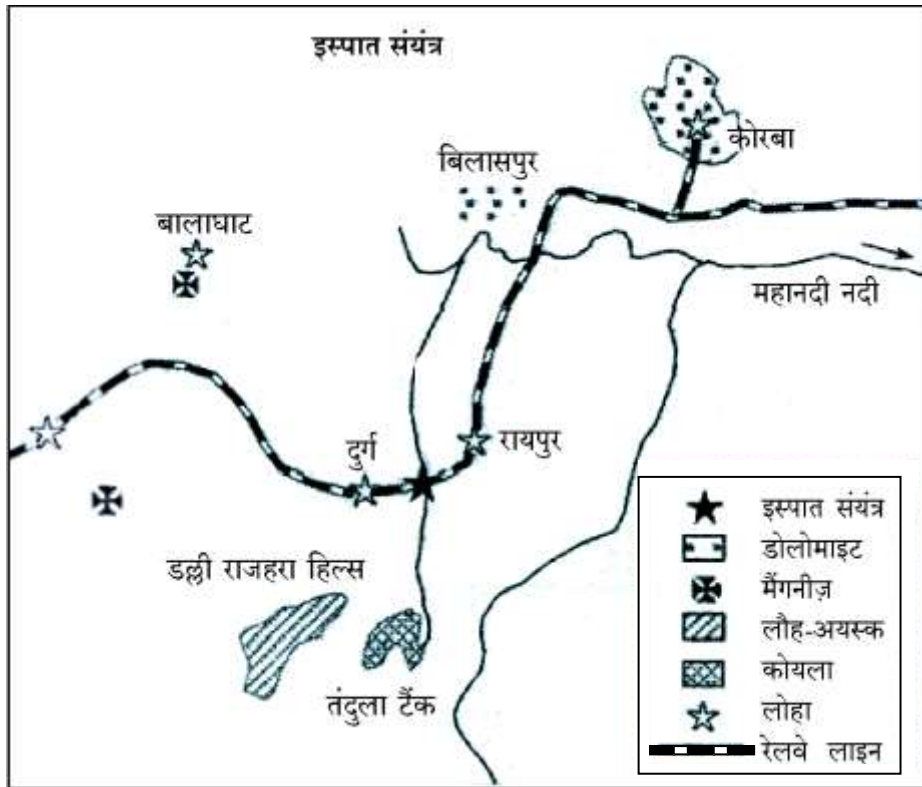 इस्पात संयंत्र
कोरबा
बिलासपुर
बालाघाट
महानदी नदी
दुर्ग
रायपुर
डल्ली राजहरा हिल्स
तंदुला टैंक
इस्पात संयंत्र
डोलोमाइट
मैंगनीज़
लौह-अयस्क
कोयला
लोहा
रेलवे लाइन